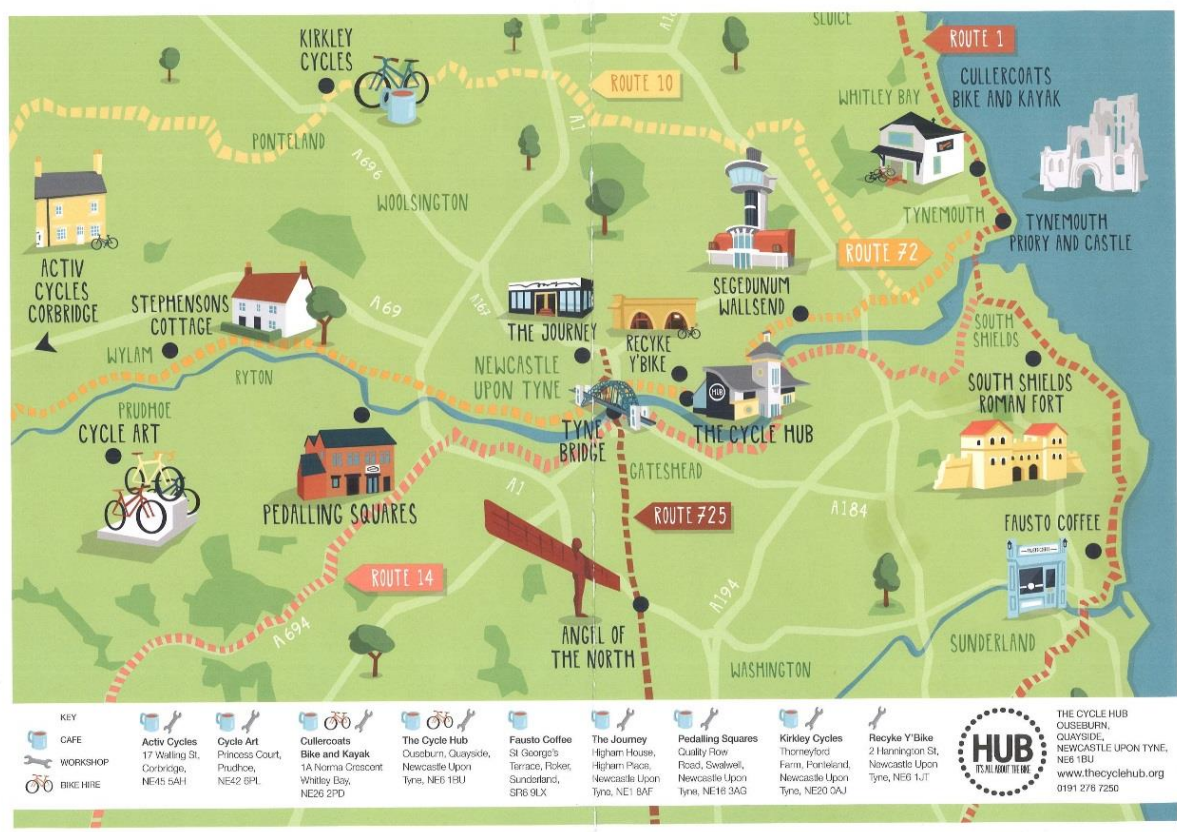 SLUICE
ROUTE 1
KIRKLEY
CYCLES
CULLERCOATS
BIKE AND KAYAK
ROUTE 10
WHITLEY BAY
A1
PONTELAND
A696
WOOLSINGTON
TYNEMOUTH
TYNEMOUTH
PRIORY AND CASTLE
ROUTE 72
ACTIV
CYCLES
CORBRIDGE
SEGEDUNUM
WALLSEND
STEPHENSONS
COTTAGE
A69
A167
THE JOURNEY
RECYKE
Y'BIKE
SOUTH
SHIELDS
WYLAM
RYTON
NEWCASTLE
UPON TYNE
SOUTH SHIELDS
ROMAN FORT
HUB
PRUDHOE
CYCLE ART
TYNE
BRIDGE
THE CYCLE HUB
GATESHEAD
A1
PEDALLING SQUARES
ROUTE 725
A184
FAUSTO COFFEE
ROUTE 14
A194
A694
ANGEL OF
THE NORTH
WASHINGTON
SUNDERLAND
KEY
CAFE
WORKSHOP
BIKE HIRE
Activ Cycles
17 Watling St,
Corbridge,
NE45 5AH
Cycle Art
Princess Court,
Prudhoe,
NE42 6PL
Cullercoats
Bike and Kayak
1A Norma Crescent
Whitley Bay,
NE26 2PD
The Cycle Hub
Ouseburn, Quayside,
Newcastle Upon
Tyne, NE6 1BU
Fausto Coffee
St George's
Terrace, Roker,
Sunderland,
SR6 9LX
The Journey
Higham House,
Higham Place,
Newcastle Upon
Tyne, NE1 8AF
Pedalling Squares
Quality Row
Road, Swalwell,
Newcastle Upon
Tyne, NE16 3AG
Kirkley Cycles
Thorneyford
Farm, Ponteland,
Newcastle Upon
Tyne, NE20 0AJ
Recyke Y'Bike
2 Hannington St,
Newcastle Upon
Tyne, NE6 1JT
HUB
IT'S ALL ABOUT THE BIKE
THE CYCLE HUB
OUSEBURN,
QUAYSIDE,
NEWCASTLE UPON TYNE,
NE6 1BU
www.thecyclehub.org
0191 276 7250